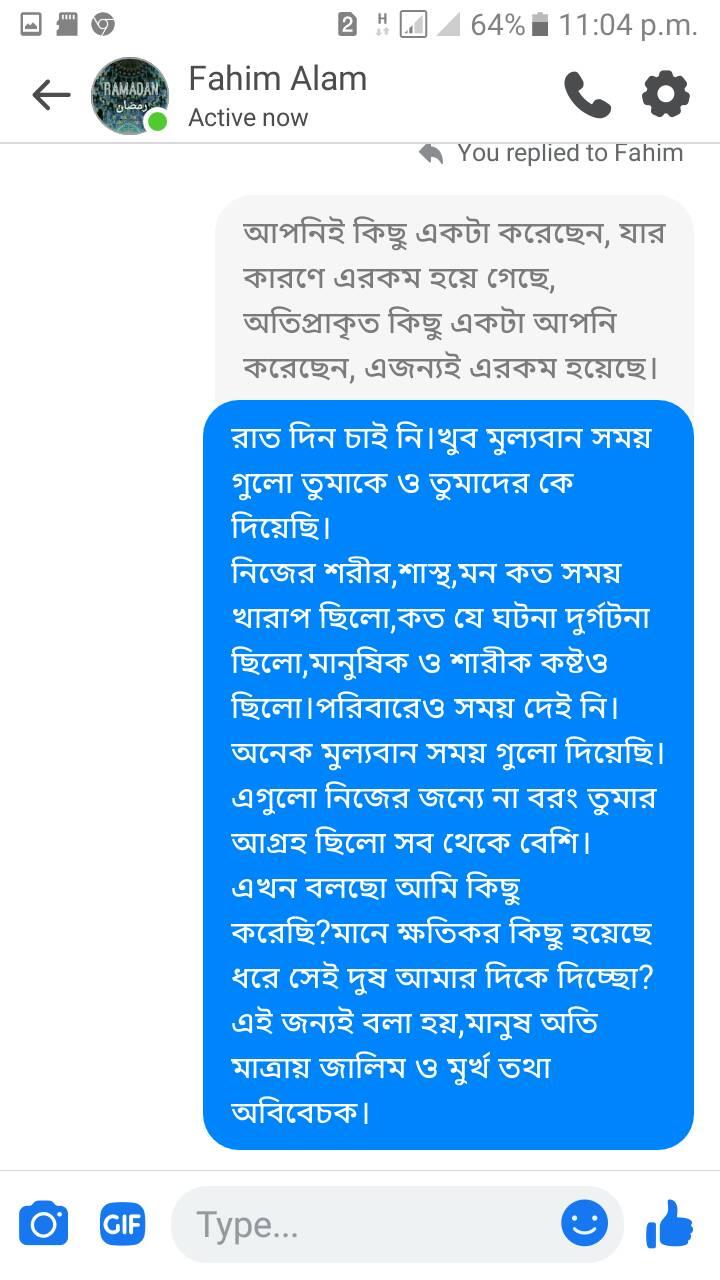 2 H 64% 11:04 p.m.
RAMADAN
رمضان
Fahim Alam
Active now
You replied to Fahim
আপনিই কিছু একটা করেছেন, যার
কারণে এরকম হয়ে গেছে,
অতিপ্রাকৃত কিছু একটা আপনি
করেছেন, এজন্যই এরকম হয়েছে।
রাত দিন চাই নি।খুব মুল্যবান সময়
গুলো তুমাকে ও তুমাদের কে
দিয়েছি।
নিজের শরীর,শাস্থ,মন কত সময়
খারাপ ছিলো,কত যে ঘটনা দুর্গটনা
ছিলো,মানুষিক ও শারীক কষ্টও
ছিলো।পরিবারেও সময় দেই নি।
অনেক মুল্যবান সময় গুলো দিয়েছি।
এগুলো নিজের জন্যে না বরং তুমার
আগ্রহ ছিলো সব থেকে বেশি।
এখন বলছো আমি কিছু
করেছি?মানে ক্ষতিকর কিছু হয়েছে
ধরে সেই দুষ আমার দিকে দিচ্ছো?
এই জন্যই বলা হয়,মানুষ অতি
মাত্রায় জালিম ও মুর্খ তথা
অবিবেচক।
GIF
Type...